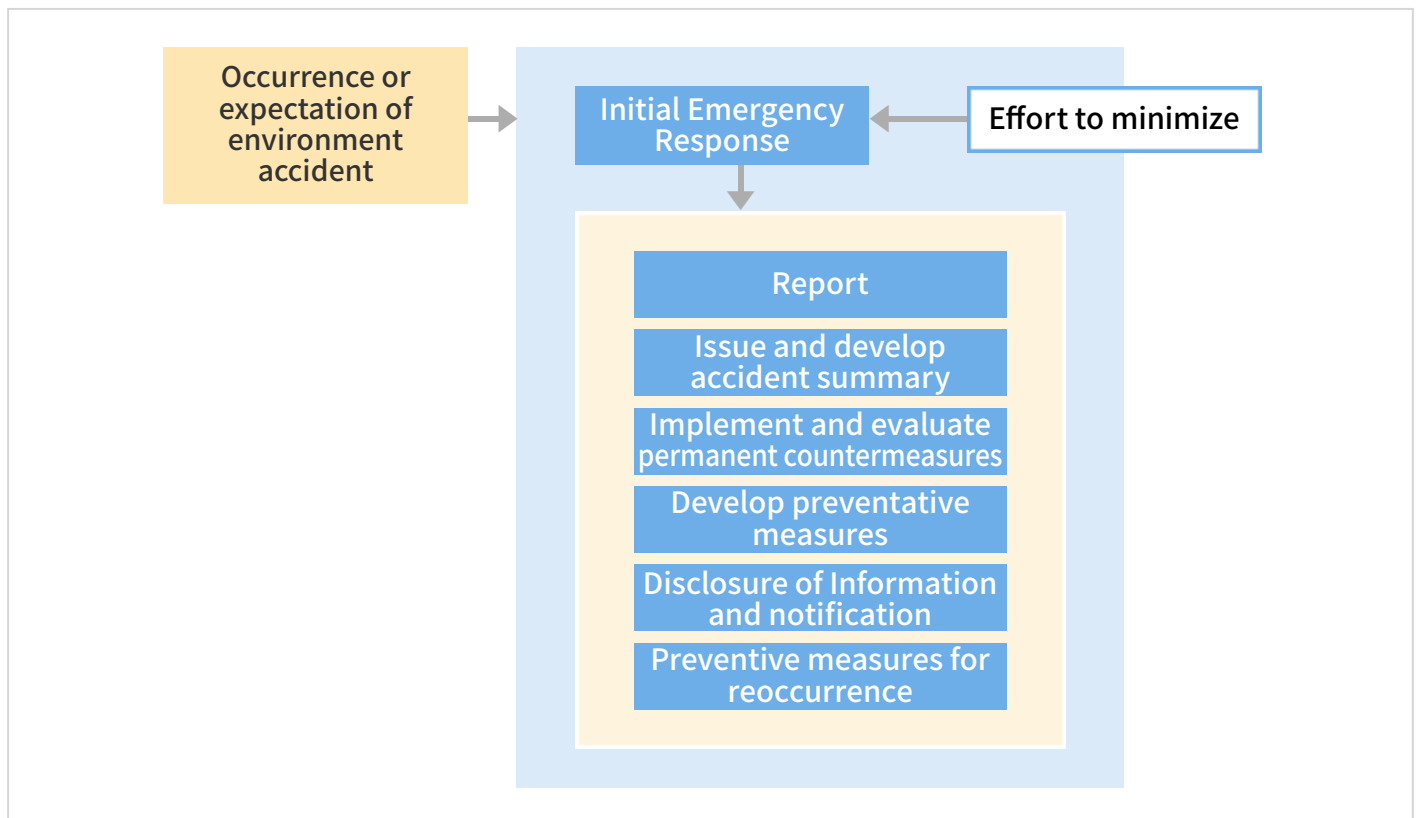 Occurrence or
expectation of
environment
accident
Initial Emergency
Response
Effort to minimize
Report
Issue and develop
accident summary
Implement and evaluate
permanent countermeasures
Develop preventative
measures
Disclosure of Information
and notification
Preventive measures for
reoccurrence